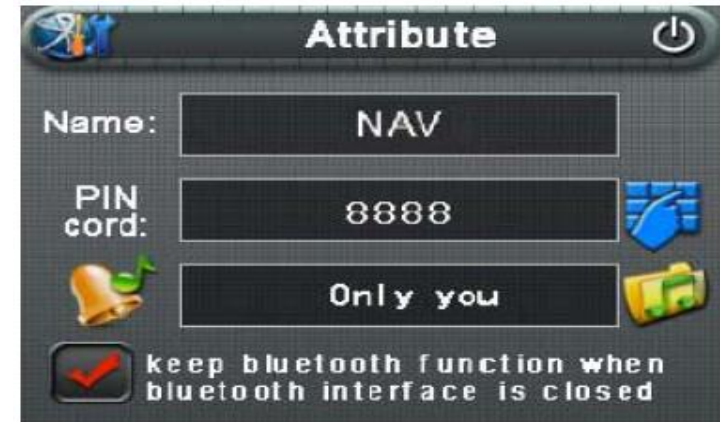 Attribute
Name: NAV
PIN
cord: 8888
Only you
keep bluetooth function when
bluetooth interface is closed